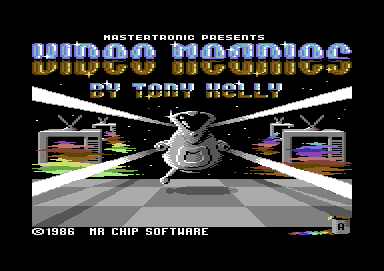 MASTERTRONIC PRESENTS
VIDEO MEANIES
BY TONY KELLY
©1986 MR CHIP SOFTWARE
A